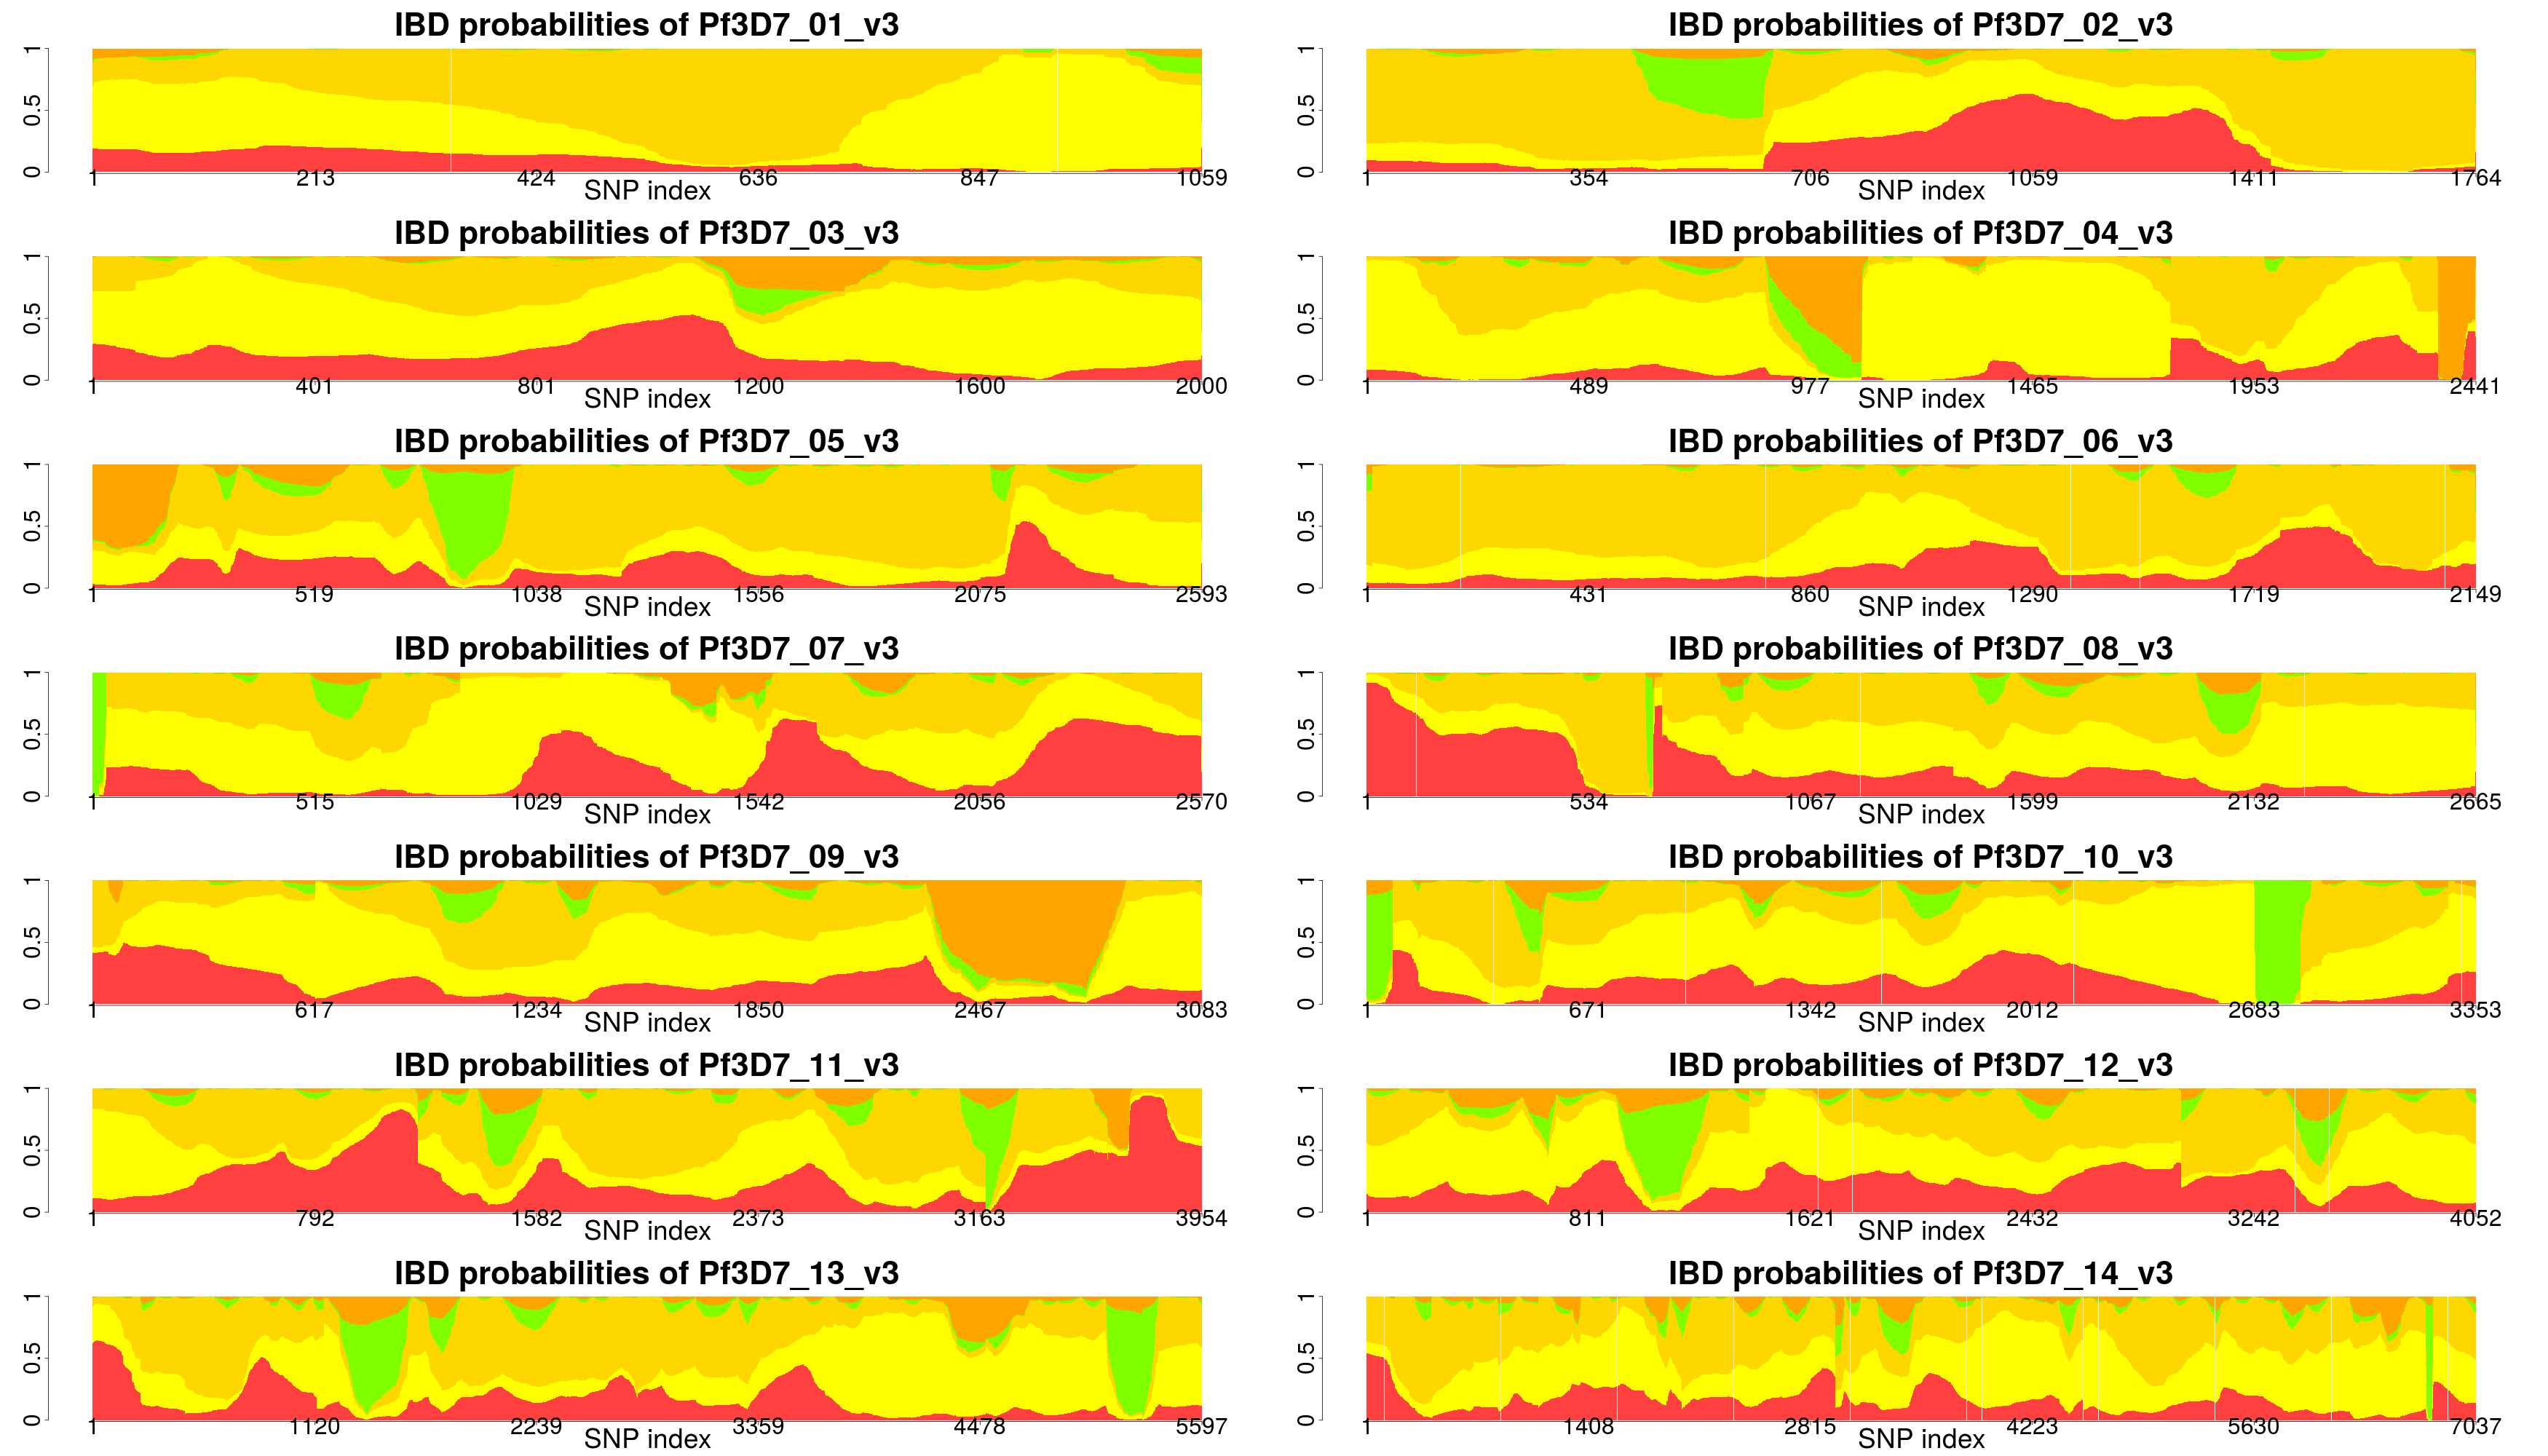 IBD probabilities of Pf3D7_01_v3
0 0.5 1
1 213 424 636 847 1059
SNP index
IBD probabilities of Pf3D7_02_v3
0 0.5 1
1 354 706 1059 1411 1764
SNP index
IBD probabilities of Pf3D7_03_v3
0 0.5 1
1 401 801 1200 1600 2000
SNP index
IBD probabilities of Pf3D7_04_v3
0 0.5 1
1 489 977 1465 1953 2441
SNP index
IBD probabilities of Pf3D7_05_v3
0 0.5 1
1 519 1038 1556 2075 2593
SNP index
IBD probabilities of Pf3D7_06_v3
0 0.5 1
1 431 860 1290 1719 2149
SNP index
IBD probabilities of Pf3D7_07_v3
0 0.5 1
1 515 1029 1542 2056 2570
SNP index
IBD probabilities of Pf3D7_08_v3
0 0.5 1
1 534 1067 1599 2132 2665
SNP index
IBD probabilities of Pf3D7_09_v3
0 0.5 1
1 617 1234 1850 2467 3083
SNP index
IBD probabilities of Pf3D7_10_v3
0 0.5 1
1 671 1342 2012 2683 3353
SNP index
IBD probabilities of Pf3D7_11_v3
0 0.5 1
1 792 1582 2373 3163 3954
SNP index
IBD probabilities of Pf3D7_12_v3
0 0.5 1
1 811 1621 2432 3242 4052
SNP index
IBD probabilities of Pf3D7_13_v3
0 0.5 1
1 1120 2239 3359 4478 5597
SNP index
IBD probabilities of Pf3D7_14_v3
0 0.5 1
1 1408 2815 4223 5630 7037
SNP index